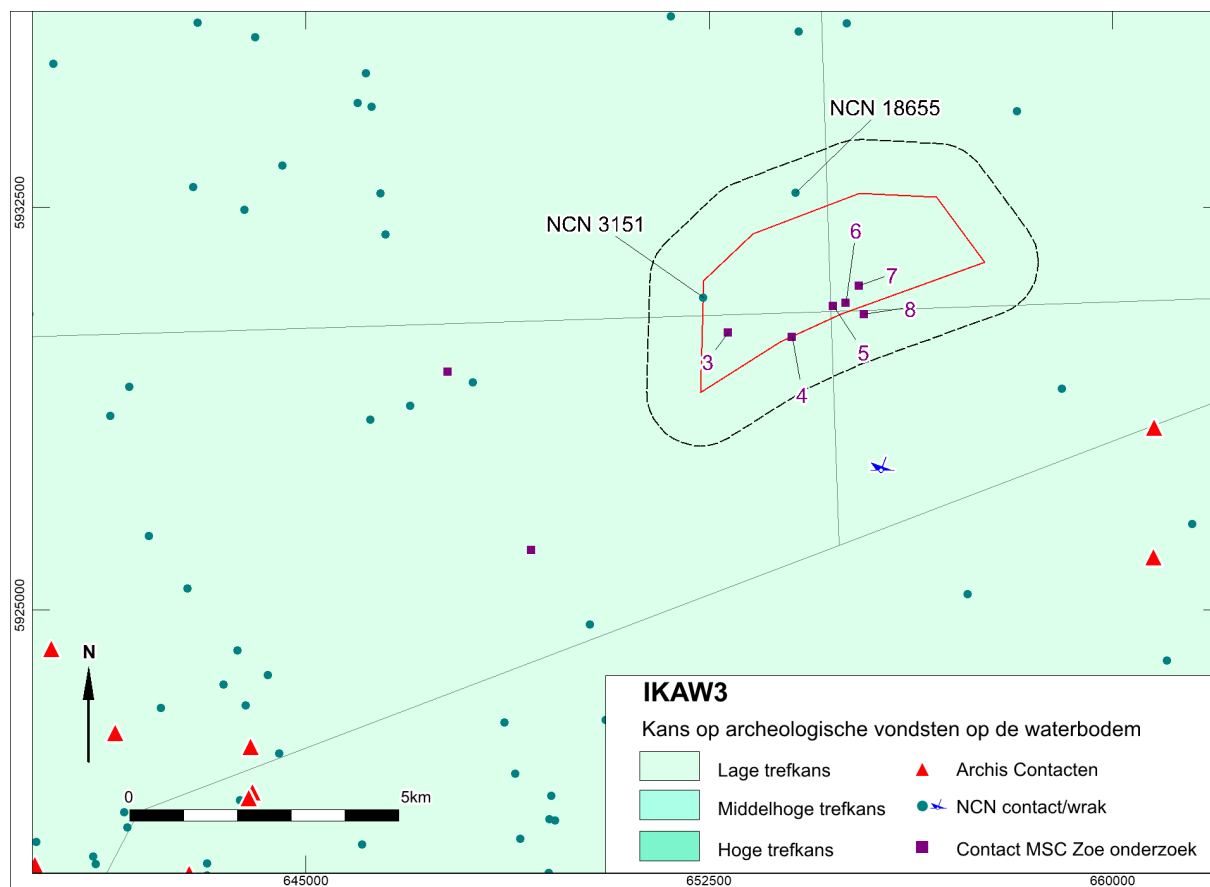 NCN 18655
5932500
NCN 3151
6
7
8
3
5
4
5925000
N
IKAW3
Kans op archeologische vondsten op de waterbodem
Lage trefkans
Archis Contacten
0
5km
Middelhoge trefkans
NCN contact/wrak
Hoge trefkans
Contact MSC Zoe onderzoek
645000
652500
660000